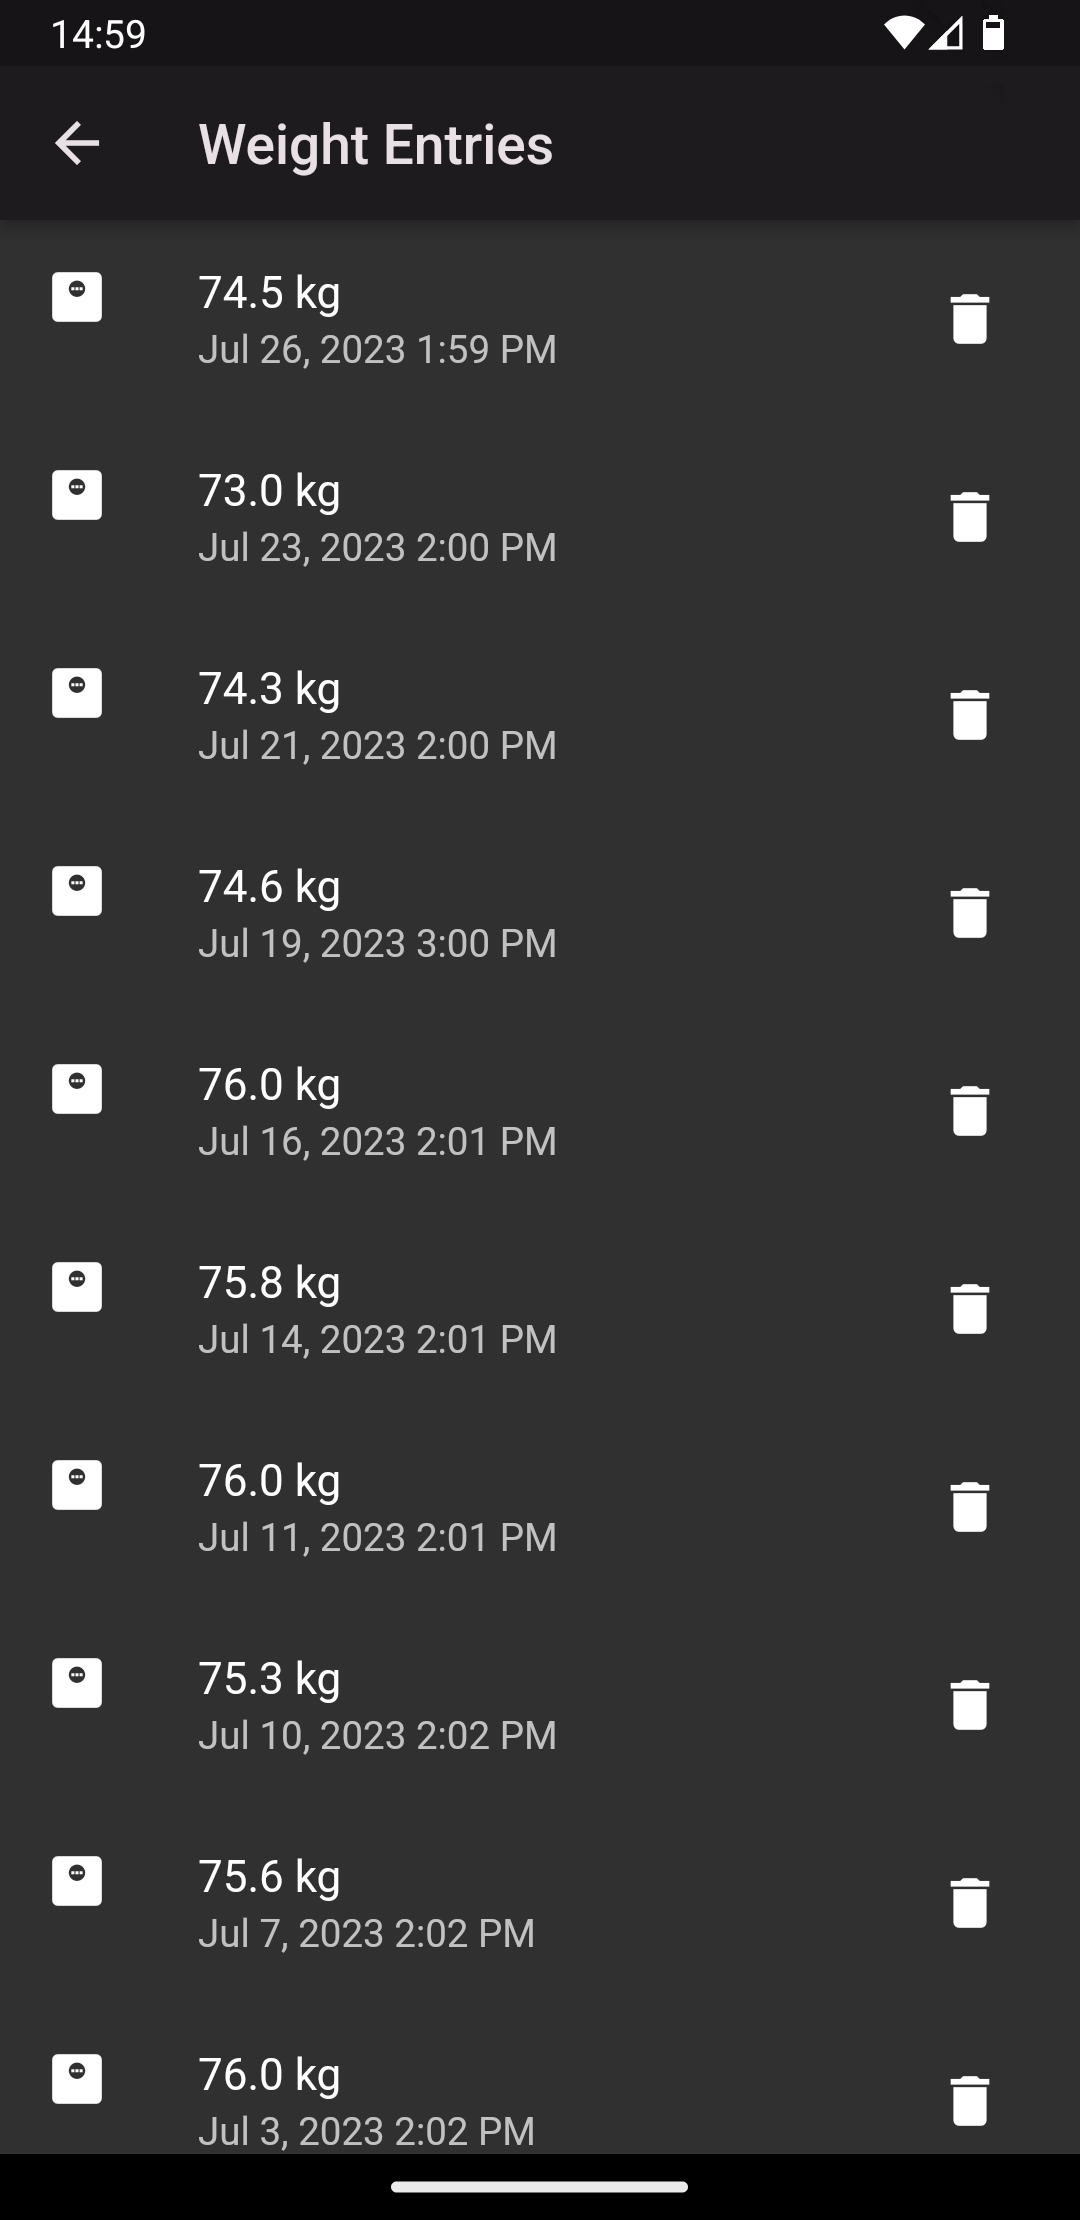 14:59
Weight Entries
74.5 kg
Jul 26, 2023 1:59 PM
73.0 kg
Jul 23, 2023 2:00 PM
74.3 kg
Jul 21, 2023 2:00 PM
74.6 kg
Jul 19, 2023 3:00 PM
76.0 kg
Jul 16, 2023 2:01 PM
75.8 kg
Jul 14, 2023 2:01 PM
76.0 kg
Jul 11, 2023 2:01 PM
75.3 kg
Jul 10, 2023 2:02 PM
75.6 kg
Jul 7, 2023 2:02 PM
76.0 kg
Jul 3, 2023 2:02 PM